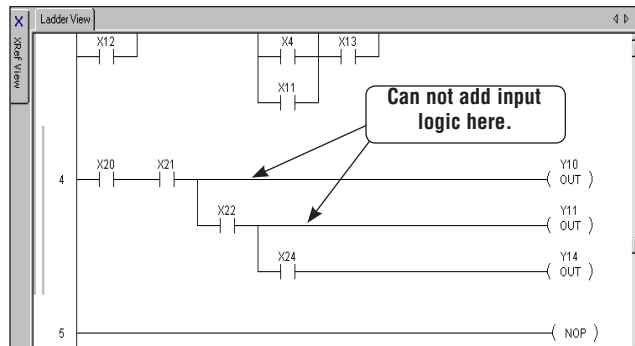 X
Ladder View
XRef View
X12
X4
X13
X11
Can not add input
logic here.
4
X20
X21
Y10
OUT
X22
Y11
OUT
X24
Y14
OUT
5
NOP